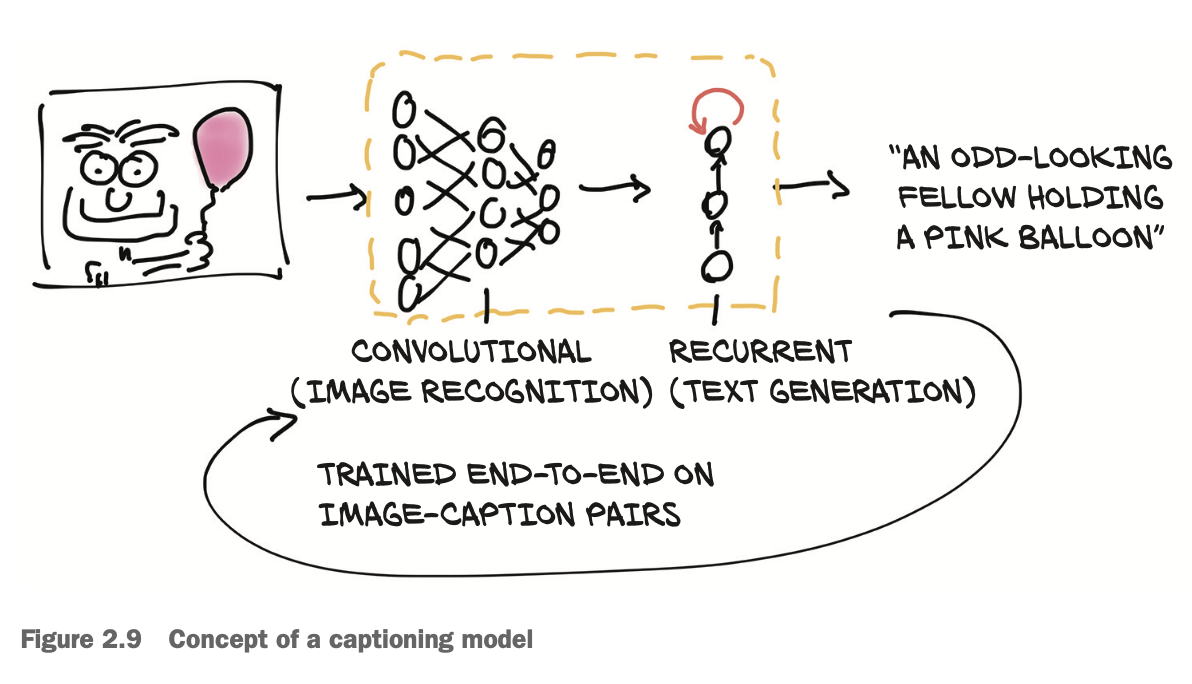 "AN ODD-LOOKING
FELLOW HOLDING
A PINK BALLOON"
CONVOLUTIONAL
(IMAGE RECOGNITION)
RECURRENT
(TEXT GENERATION)
TRAINED END-TO-END ON
IMAGE-CAPTION PAIRS
Figure 2.9 Concept of a captioning model